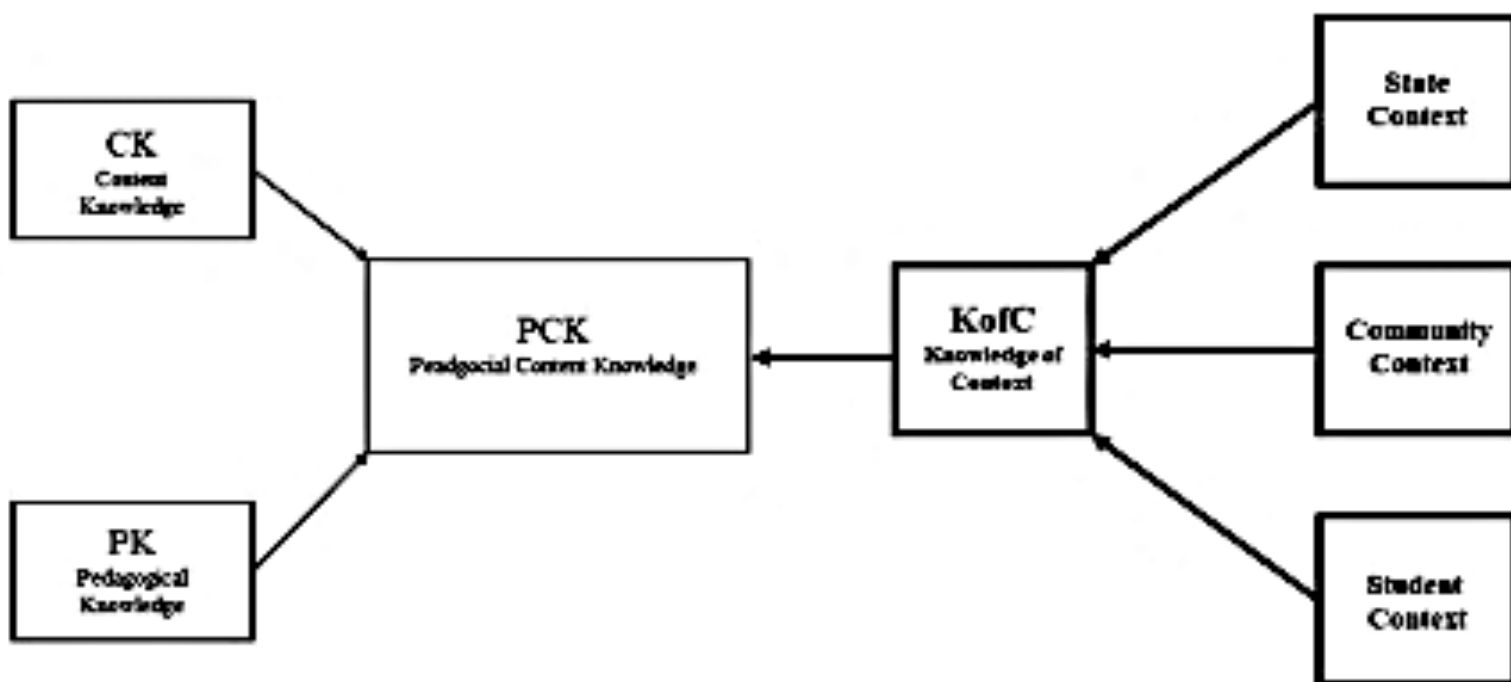 CK
Content
Knowledge
PK
Pedagogical
Knowledge
PCK
Pendgocial Content Knowledge
KofC
Knowledge of
Context
State
Context
Community
Context
Student
Context